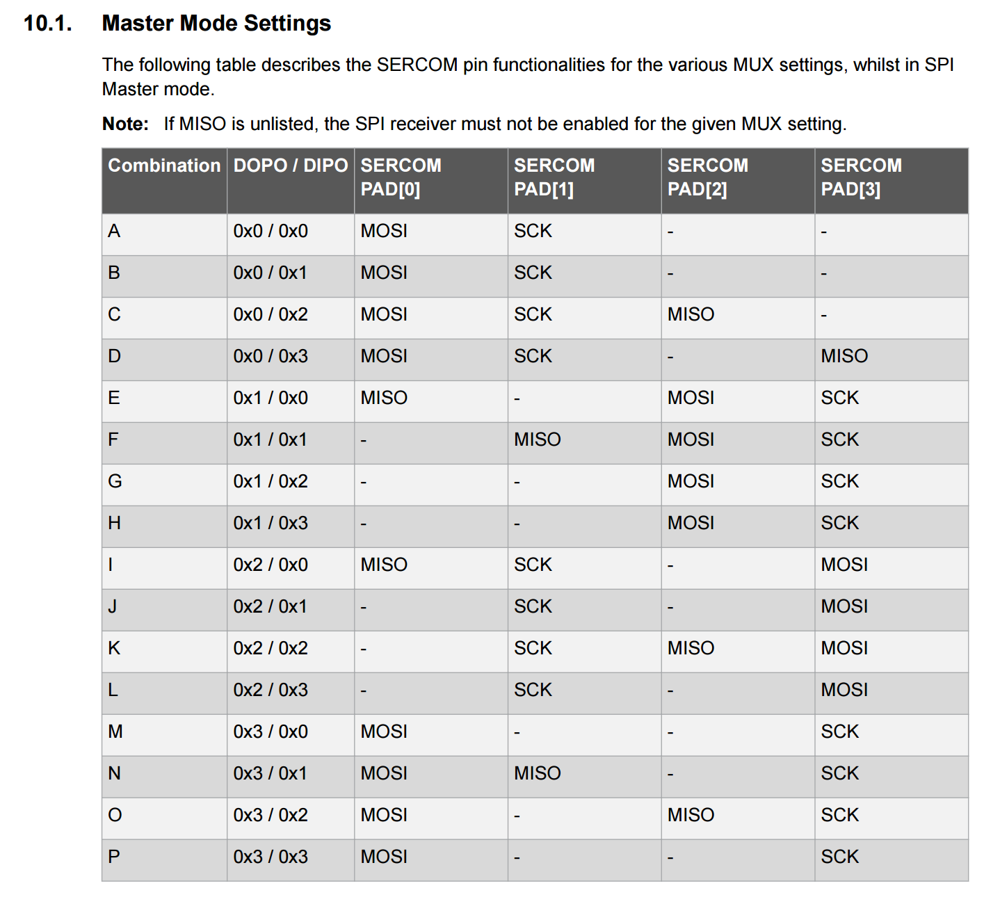 10.1. Master Mode Settings
The following table describes the SERCOM pin functionalities for the various MUX settings, whilst in SPI
Master mode.
Note: If MISO is unlisted, the SPI receiver must not be enabled for the given MUX setting.
Combination DOPO / DIPO SERCOM PAD[0] SERCOM PAD[1] SERCOM PAD[2] SERCOM PAD[3]
A 0x0 / 0x0 MOSI SCK - -
B 0x0 / 0x1 MOSI SCK - -
C 0x0 / 0x2 MOSI SCK MISO -
D 0x0 / 0x3 MOSI SCK - MISO
E 0x1 / 0x0 MISO - MOSI SCK
F 0x1 / 0x1 - MISO MOSI SCK
G 0x1 / 0x2 - - MOSI SCK
H 0x1 / 0x3 - - MOSI SCK
I 0x2 / 0x0 MISO SCK - MOSI
J 0x2 / 0x1 - SCK - MOSI
K 0x2 / 0x2 - SCK MISO MOSI
L 0x2 / 0x3 - SCK - MOSI
M 0x3 / 0x0 MOSI - - SCK
N 0x3 / 0x1 MOSI MISO - SCK
O 0x3 / 0x2 MOSI - MISO SCK
P 0x3 / 0x3 MOSI - - SCK